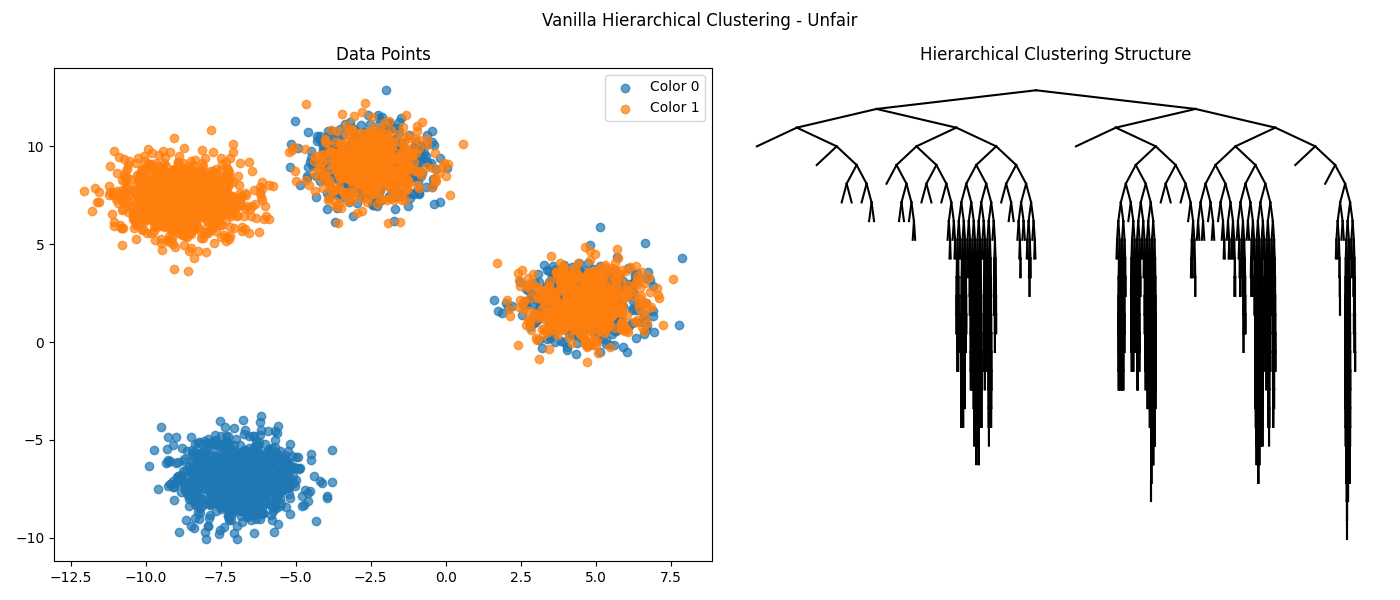 Vanilla Hierarchical Clustering - Unfair
Data Points
Hierarchical Clustering Structure
Color 0
Color 1
10
5
0
−5
−10
−12.5 −10.0 −7.5 −5.0 −2.5 0.0 2.5 5.0 7.5